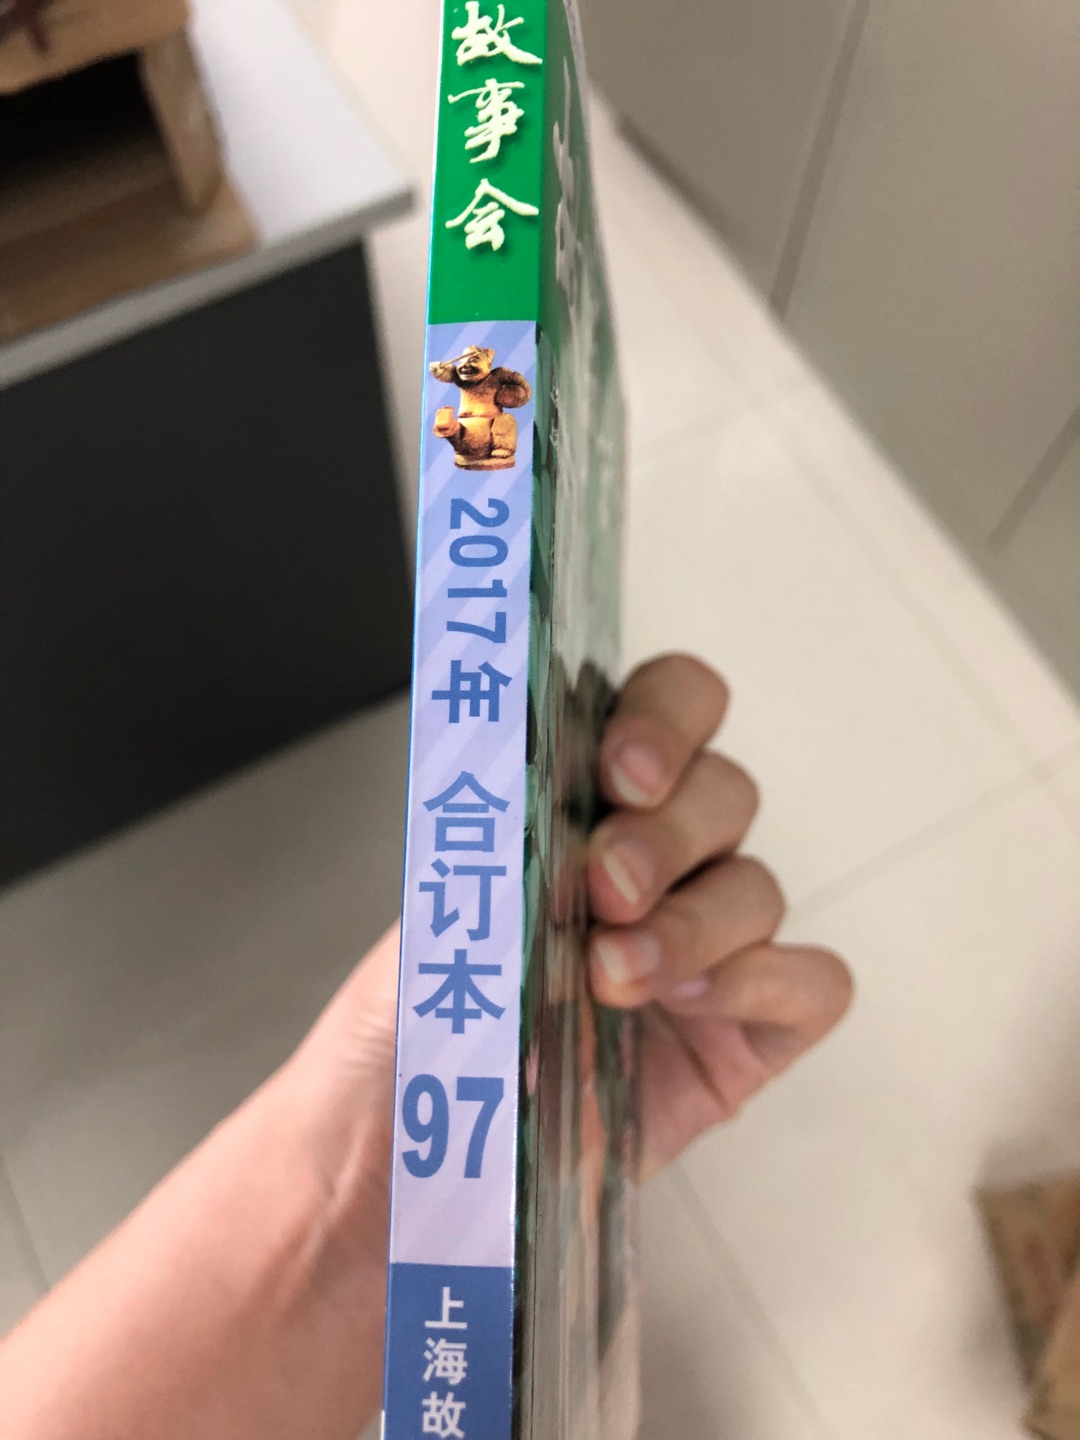 故事会
2017年
合订本
97
上海故